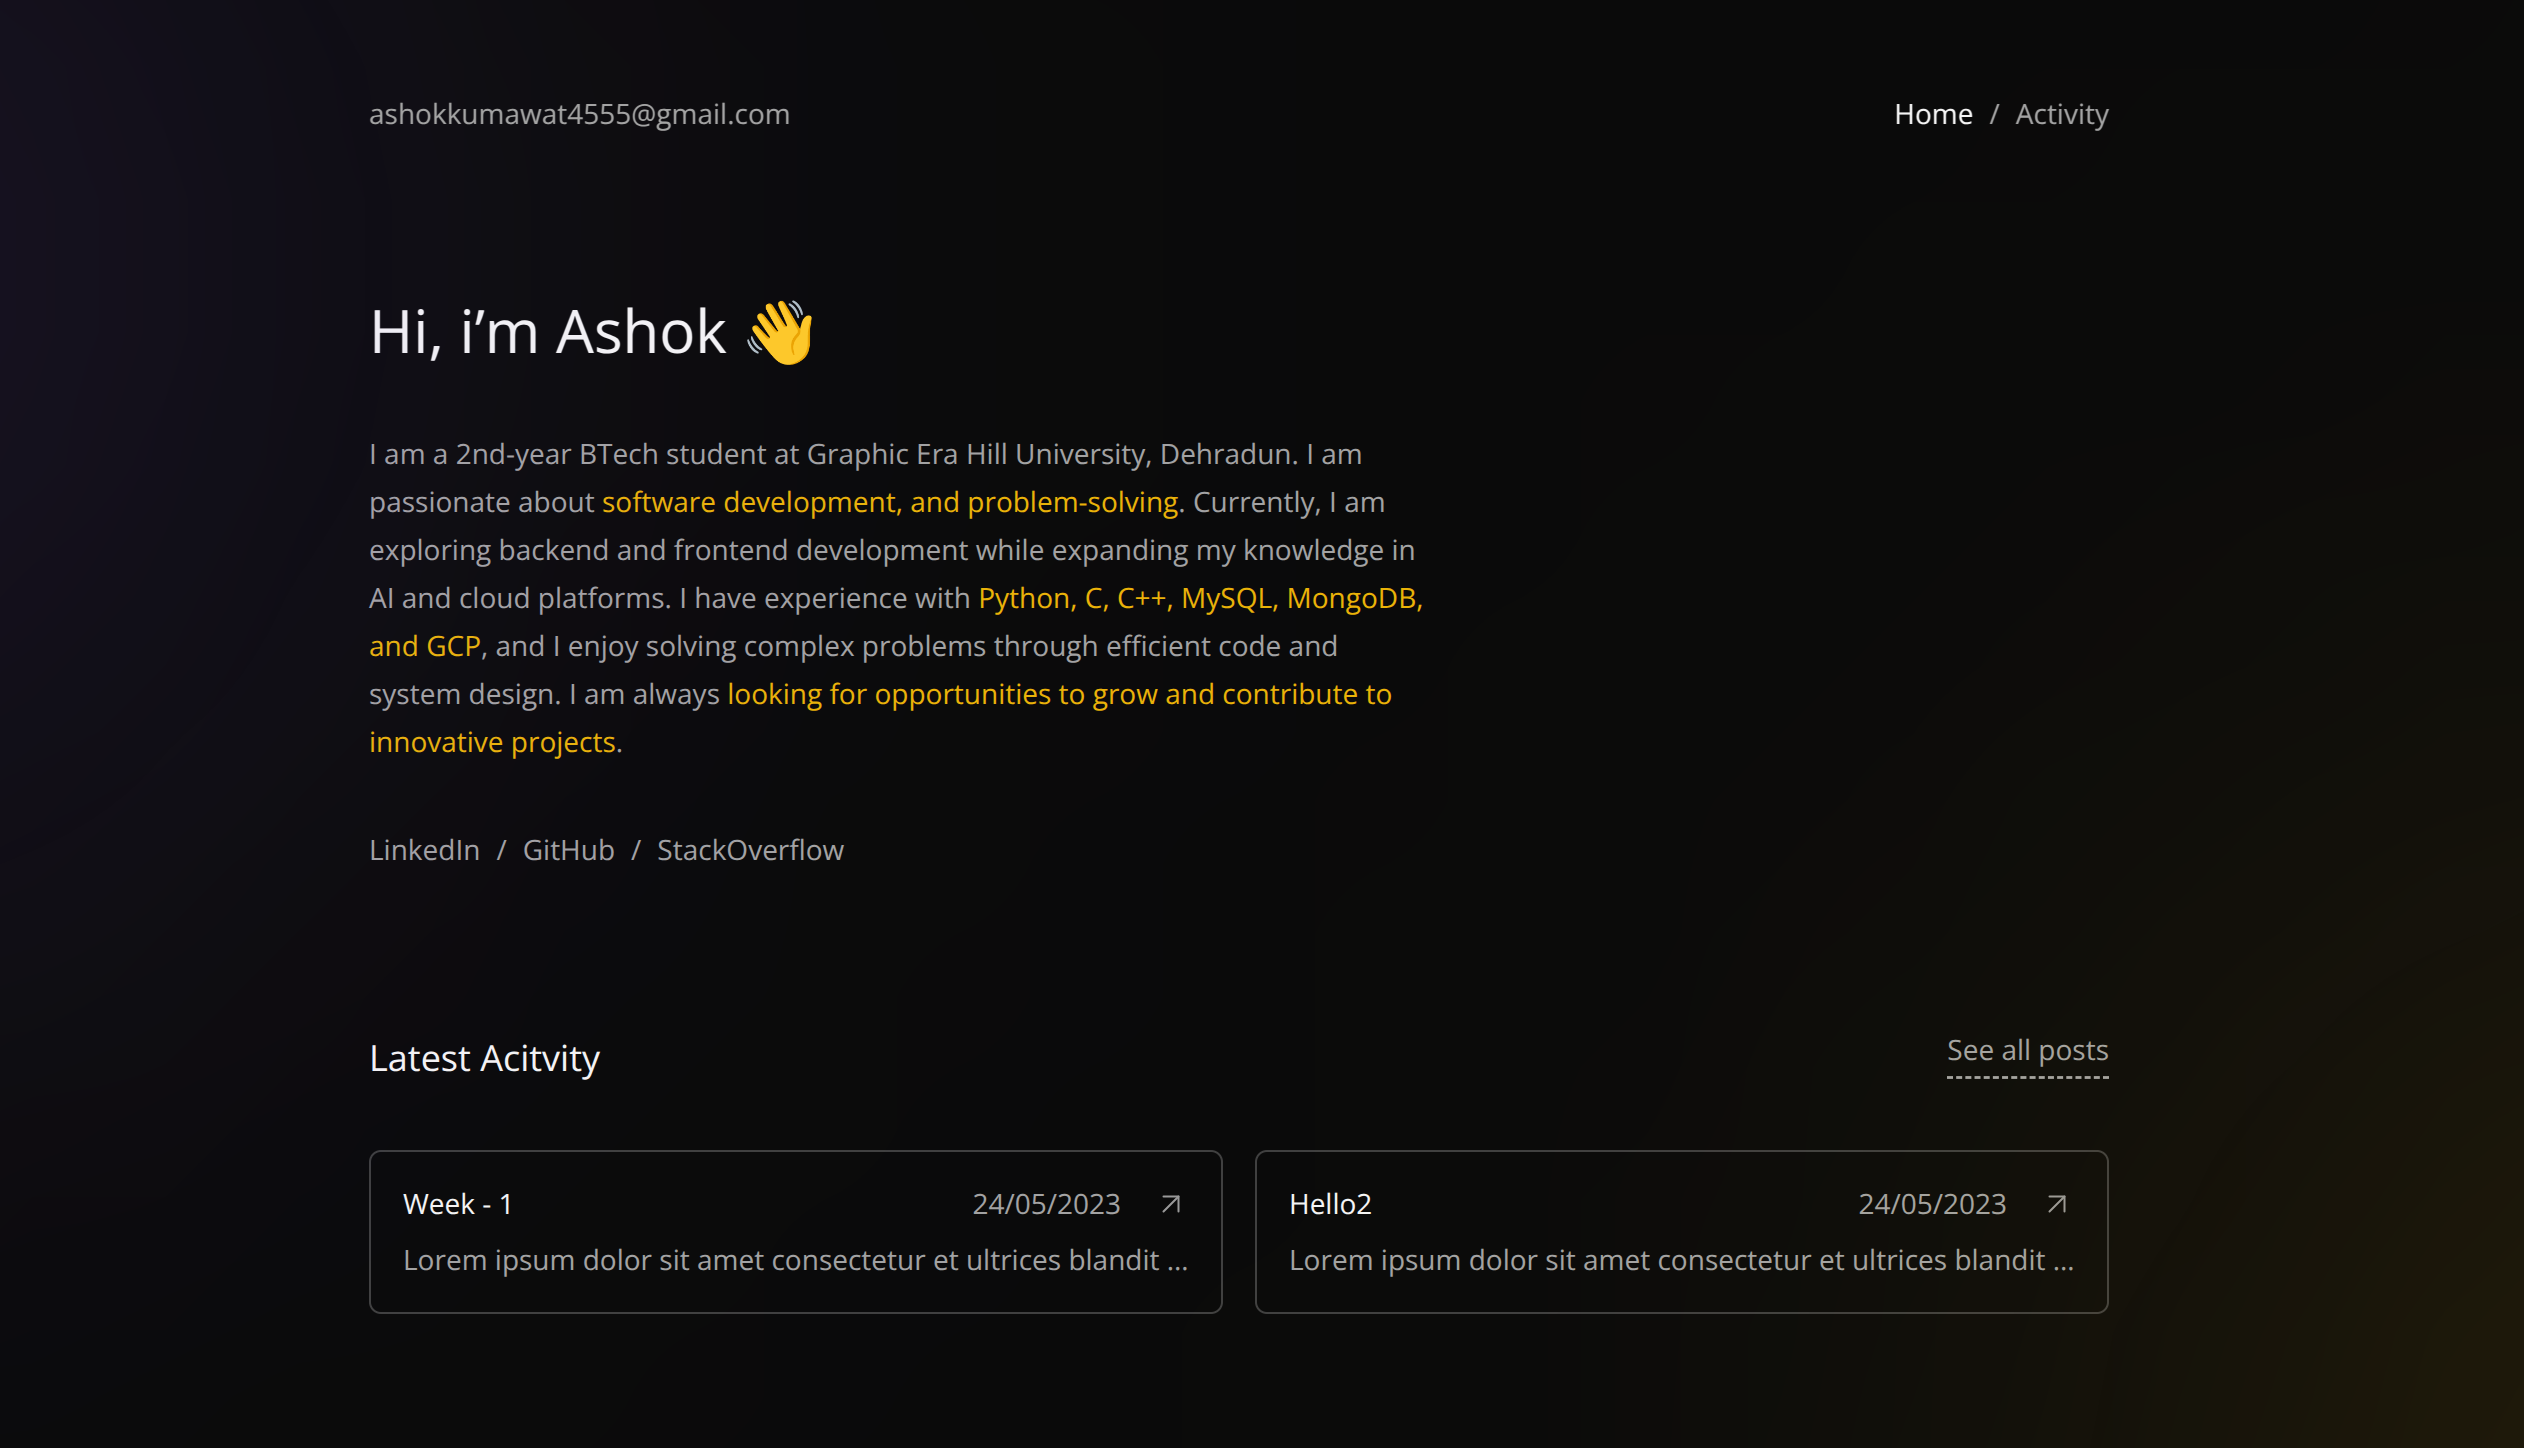 ashokkumawat4555@gmail.com
Home / Activity
Hi, i’m Ashok 👋
I am a 2nd-year BTech student at Graphic Era Hill University, Dehradun. I am
passionate about software development, and problem-solving. Currently, I am
exploring backend and frontend development while expanding my knowledge in
AI and cloud platforms. I have experience with Python, C, C++, MySQL, MongoDB,
and GCP, and I enjoy solving complex problems through efficient code and
system design. I am always looking for opportunities to grow and contribute to
innovative projects.
LinkedIn / GitHub / StackOverflow
Latest Acitvity
See all posts
Week - 1
24/05/2023
Lorem ipsum dolor sit amet consectetur et ultrices blandit ...
Hello2
24/05/2023
Lorem ipsum dolor sit amet consectetur et ultrices blandit ...